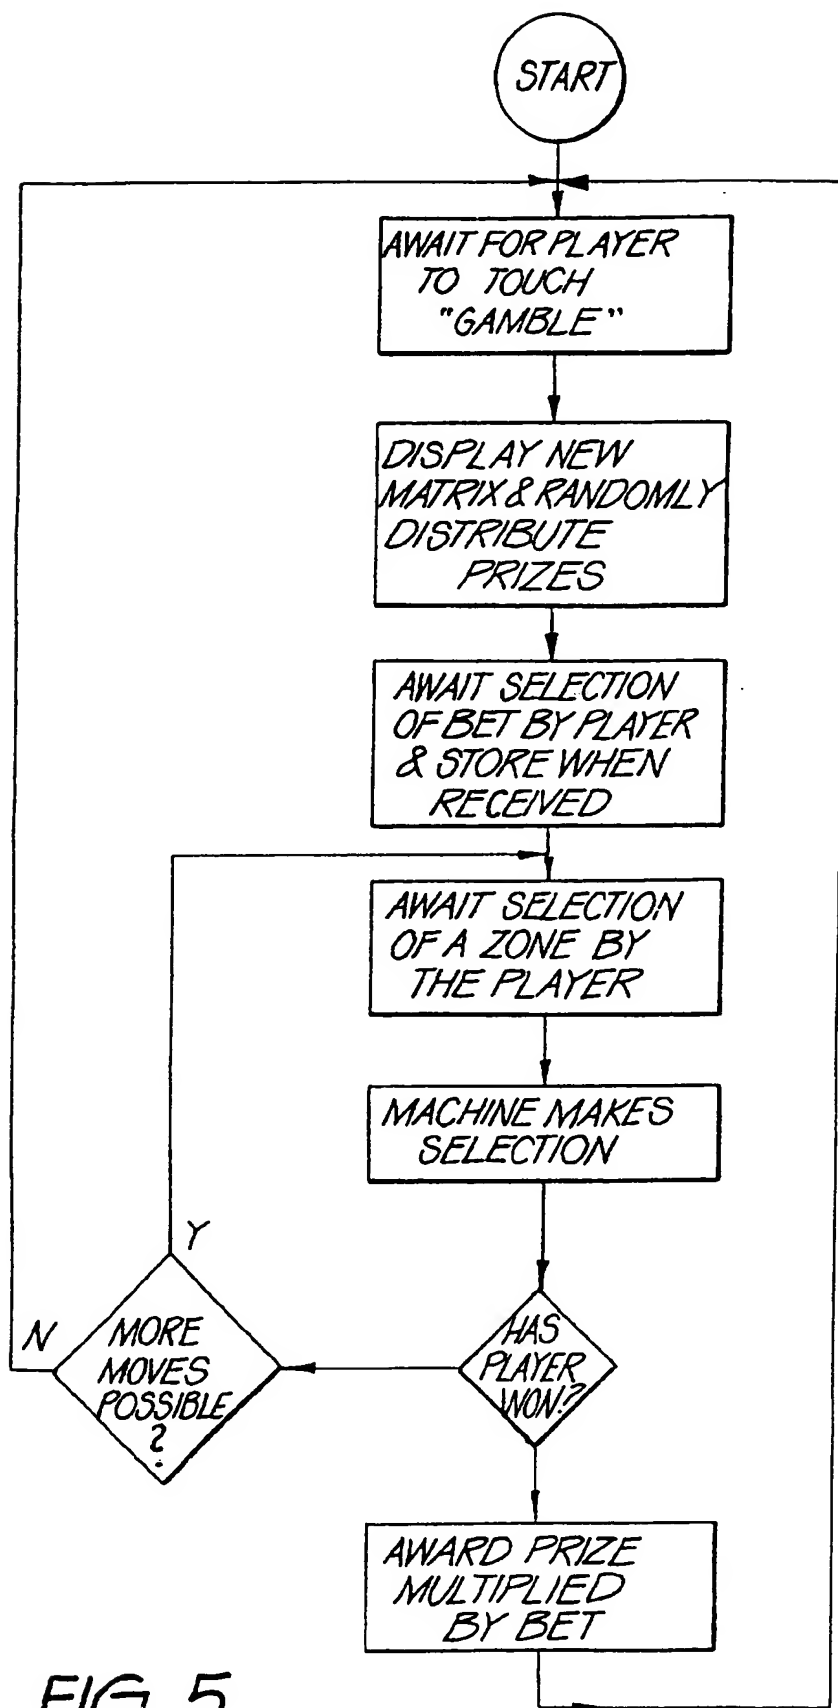 START
AWAIT FOR PLAYER
TO TOUCH
"GAMBLE"
DISPLAY NEW
MATRIX & RANDOMLY
DISTRIBUTE
PRIZES
AWAIT SELECTION
OF BET BY PLAYER
& STORE WHEN
RECEIVED
AWAIT SELECTION
OF A ZONE BY
THE PLAYER
MACHINE MAKES
SELECTION
HAS
PLAYER
WON?
Y
N
MORE
MOVES
POSSIBLE
?
AWARD PRIZE
MULTIPLIED
BY BET
FIG. 5